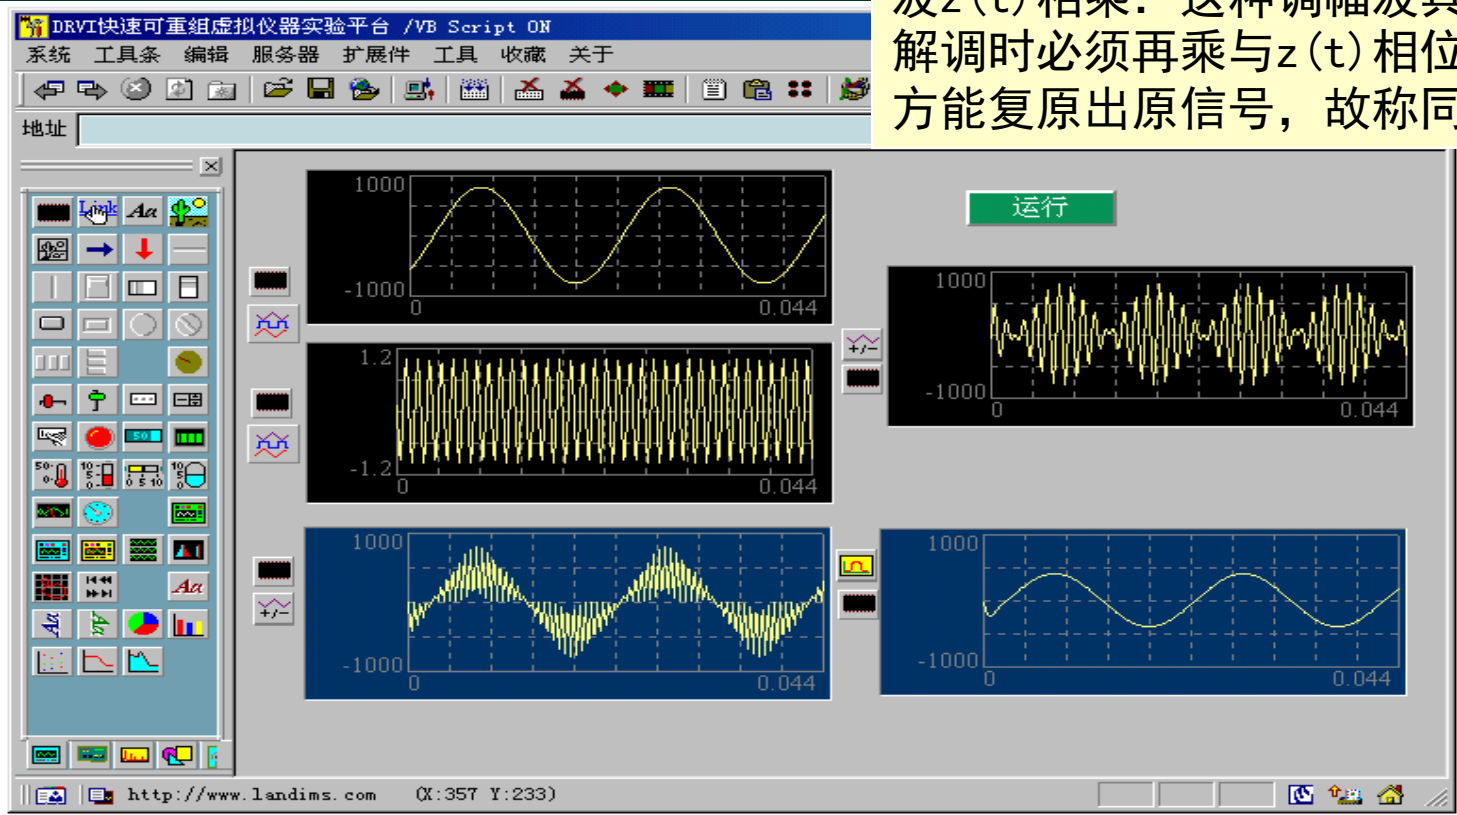 DRVI快速可重组虚拟仪器实验平台 /VB Script ON
波z(t)相乘. 这种调幅波具
解调时必须再乘与z(t)相位
方能复原出原信号，故称同
系统 工具条 编辑 服务器 扩展件 工具 收藏 关于
地址
Link Aa
50
Aa
运行
1000
-1000
0 0.044
1000
-1000
0 0.044
1.2
-1.2
0 0.044
1000
-1000
0 0.044
1000
-1000
0 0.044
http://www.landims.com (X:357 Y:233)